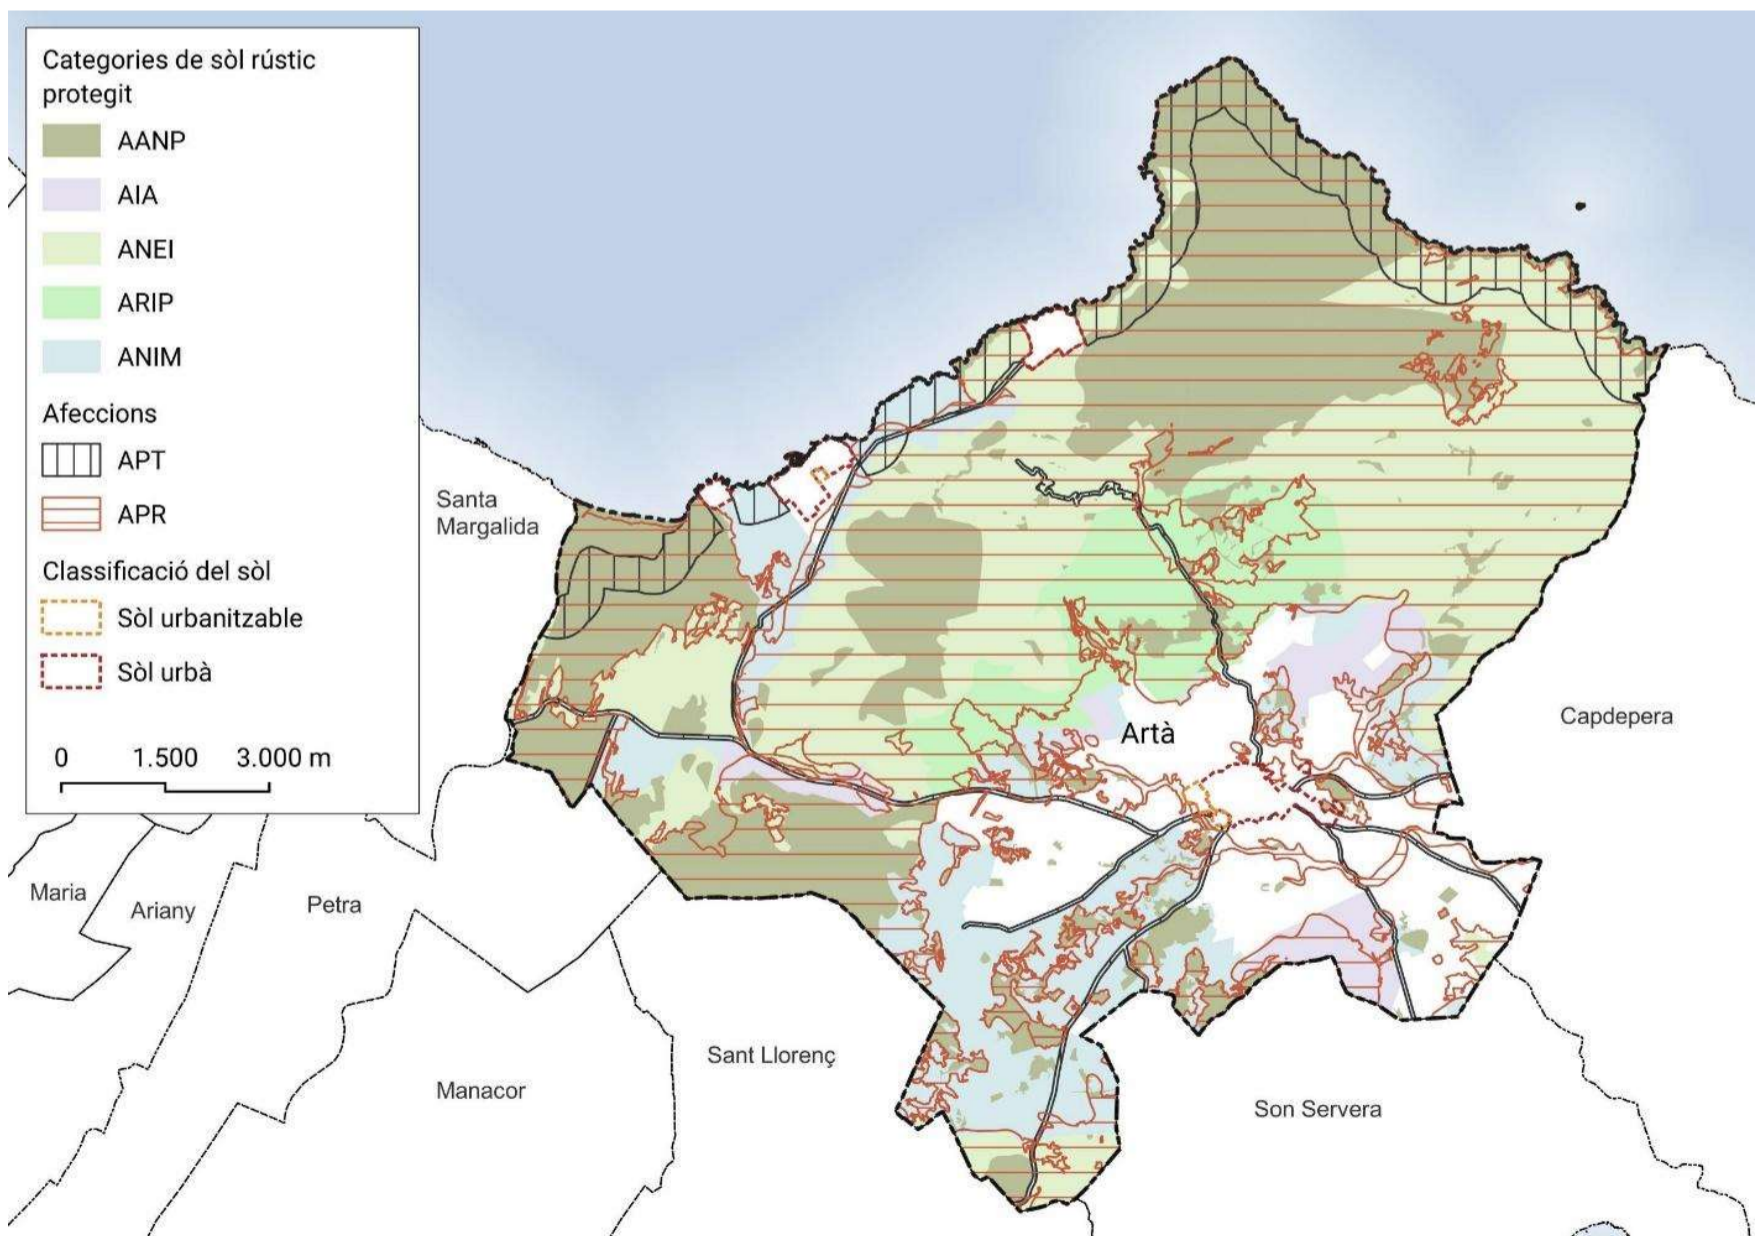 Categories de sòl rústic
protegit
AANP
AIA
ANEI
ARIP
ANIM
Afeccions
APT
APR
Classificació del sòl
Sòl urbanitzable
Sòl urbà
0 1.500 3.000 m
Santa
Margalida
Artà
Capdepera
Maria
Ariany
Petra
Manacor
Sant Llorenç
Son Servera